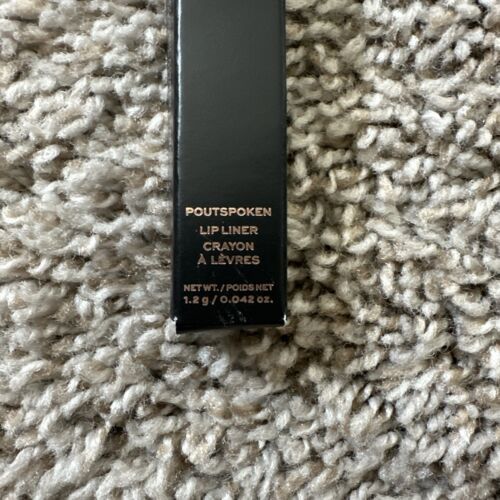 POUTSPOKEN
LIP LINER
CRAYON
À LÈVRES
NET WT. / POIDS NET
1.2 g / 0.042 oz.